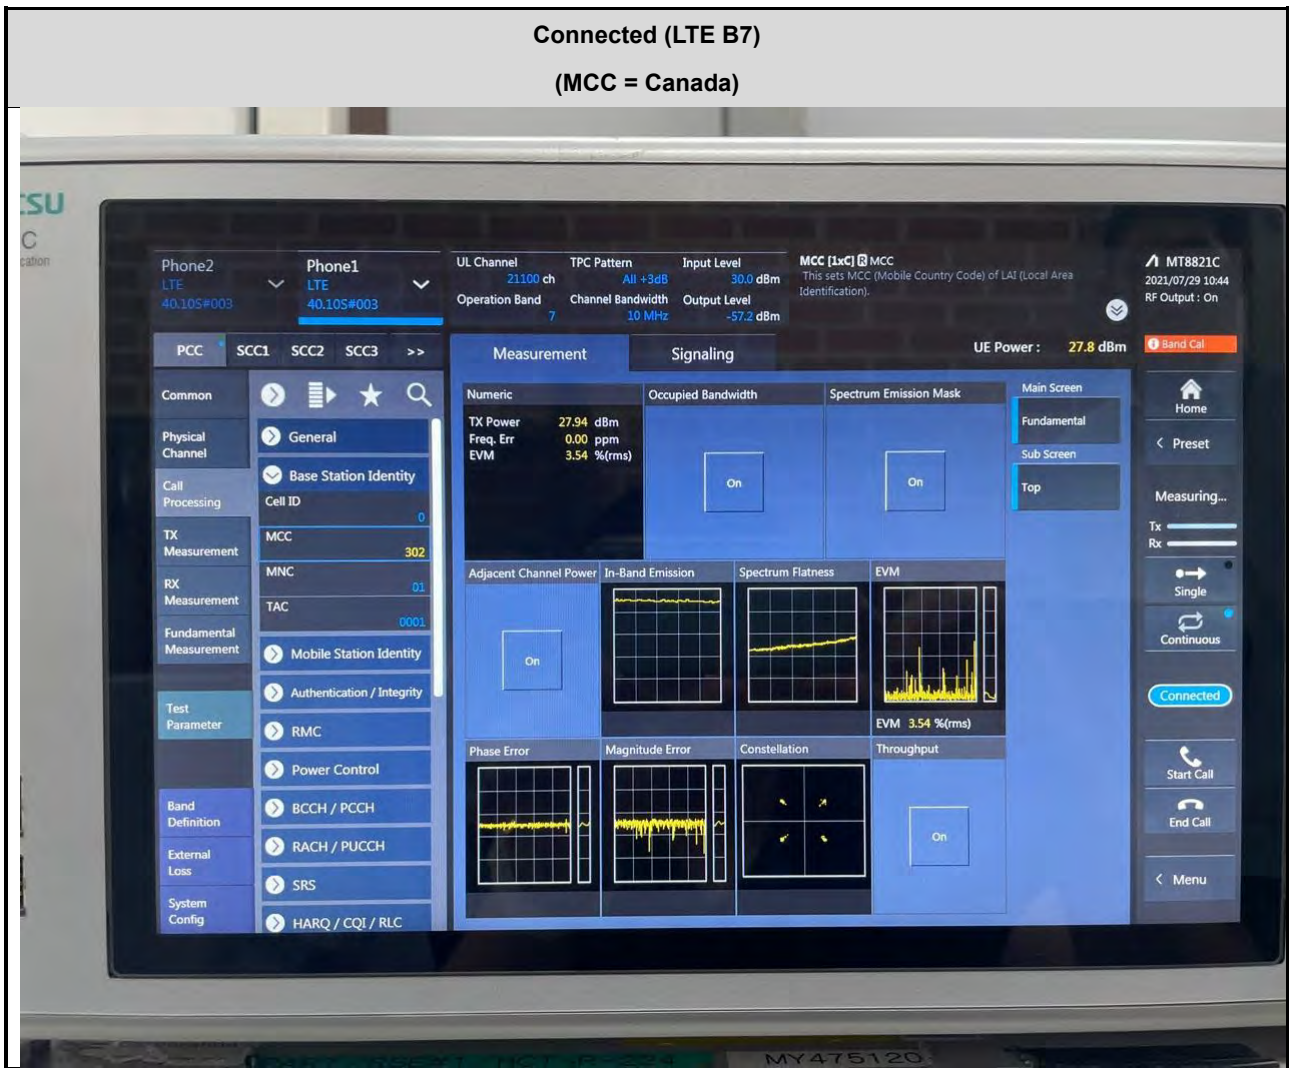 Connected (LTE B7)
(MCC = Canada)
SU
C
Phone2
LTE
40.10S#003
Phone1
LTE
40.10S#003
UL Channel
21100 ch
TPC Pattern
All +3dB
Input Level
30.0 dBm
Operation Band
7
Channel Bandwidth
10 MHz
Output Level
-57.2 dBm
MCC [1xC] R MCC
This sets MCC (Mobile Country Code) of LAI (Local Area
Identification).
MT8821C
2021/07/29 10:44
RF Output : On
PCC SCC1 SCC2 SCC3 >>
Measurement
Signaling
UE Power : 27.8 dBm
Band Cal
Common
Physical
Channel
Call
Processing
TX
Measurement
RX
Measurement
Fundamental
Measurement
Test
Parameter
Band
Definition
External
Loss
System
Config
General
Base Station Identity
Cell ID
0
MCC
302
MNC
01
TAC
0001
Mobile Station Identity
Authentication / Integrity
RMC
Power Control
BCCH / PCCH
RACH / PUCCH
SRS
HARQ / CQI / RLC
Numeric
TX Power 27.94 dBm
Freq. Err 0.00 ppm
EVM 3.54 %(rms)
Occupied Bandwidth
On
Spectrum Emission Mask
On
Main Screen
Fundamental
Sub Screen
Top
Adjacent Channel Power
On
In-Band Emission
Spectrum Flatness
EVM
EVM 3.54 %(rms)
Phase Error
Magnitude Error
Constellation
Throughput
On
Home
< Preset
Measuring...
Tx
Rx
Single
Continuous
Connected
Start Call
End Call
< Menu
MY475120